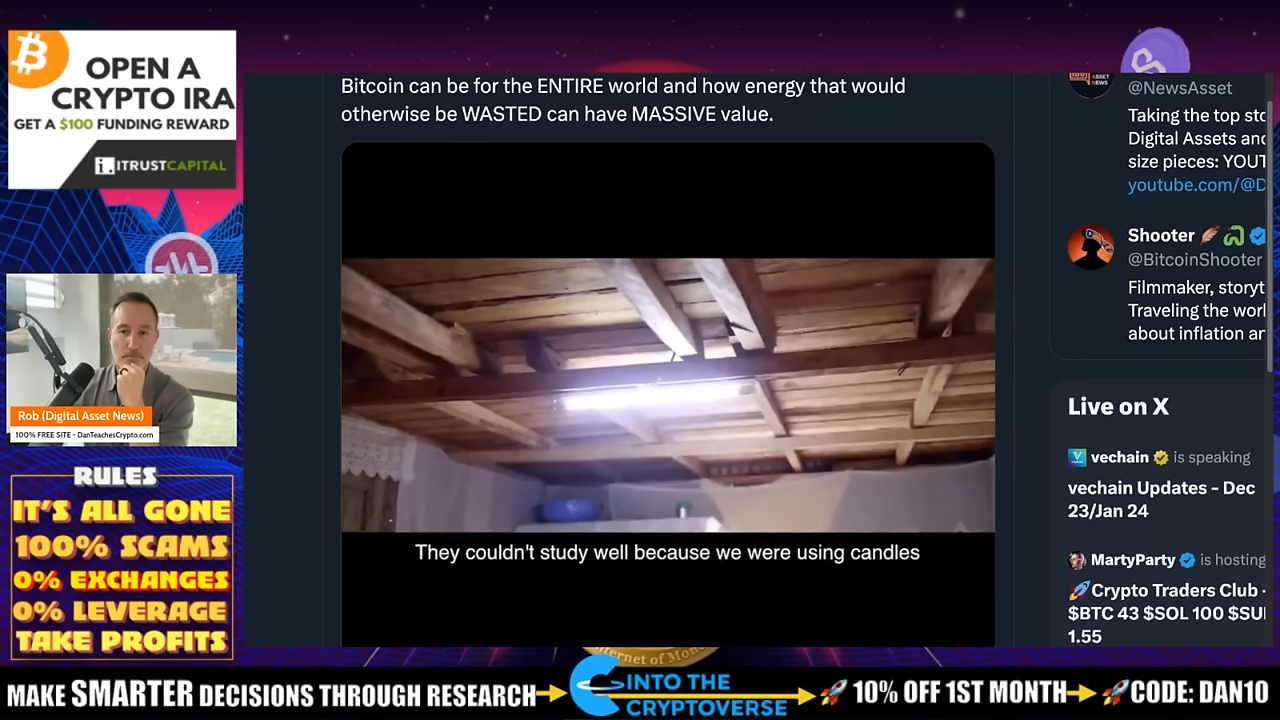 OPEN A
CRYPTO IRA
GET A $100 FUNDING REWARD
i. ITRUSTCAPITAL
Rob (Digital Asset News)
100% FREE SITE - DanTeachesCrypto.com
RULES
IT'S ALL GONE
100% SCAMS
0% EXCHANGES
0% LEVERAGE
TAKE PROFITS
Bitcoin can be for the ENTIRE world and how energy that would
otherwise be WASTED can have MASSIVE value.
They couldn't study well because we were using candles
ASSET
NEWS
@NewsAsset
Taking the top sto
Digital Assets and
size pieces: YOUT
youtube.com/@D
Shooter
@BitcoinShooter
Filmmaker, storyt
Traveling the worl
about inflation an
Live on X
vechain is speaking
vechain Updates - Dec
23/Jan 24
MartyParty is hosting
🚀Crypto Traders Club -
$BTC 43 $SOL 100 $SUI
1.55
MAKE SMARTER DECISIONS THROUGH RESEARCH
INTO THE
CRYPTOVERSE
10% OFF 1ST MONTH
CODE: DAN10